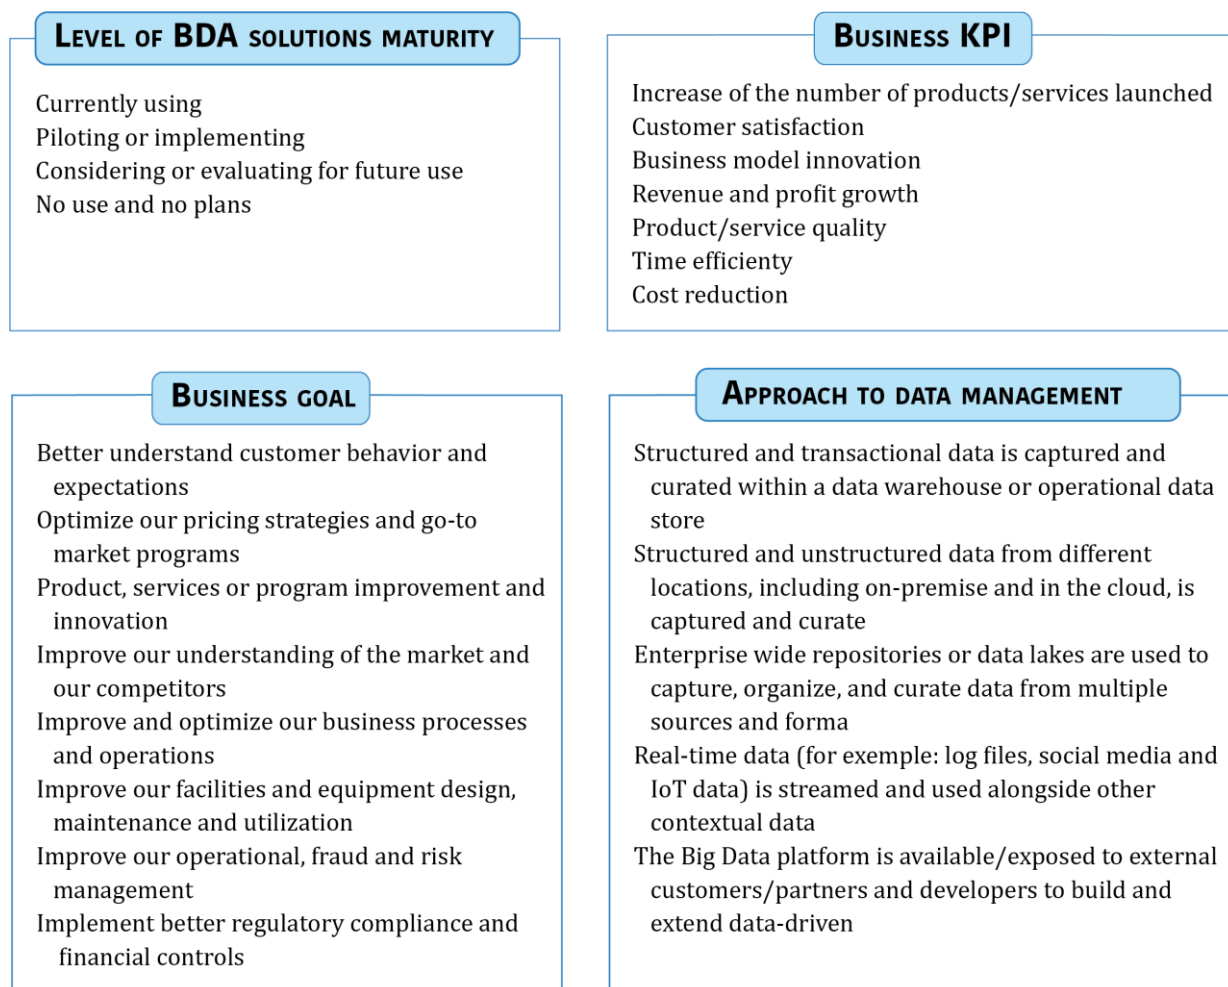 LEVEL OF BDA SOLUTIONS MATURITY
Currently using
Piloting or implementing
Considering or evaluating for future use
No use and no plans
BUSINESS KPI
Increase of the number of products/services launched
Customer satisfaction
Business model innovation
Revenue and profit growth
Product/service quality
Time efficienty
Cost reduction
BUSINESS GOAL
Better understand customer behavior and
expectations
Optimize our pricing strategies and go-to
market programs
Product, services or program improvement and
innovation
Improve our understanding of the market and
our competitors
Improve and optimize our business processes
and operations
Improve our facilities and equipment design,
maintenance and utilization
Improve our operational, fraud and risk
management
Implement better regulatory compliance and
financial controls
APPROACH TO DATA MANAGEMENT
Structured and transactional data is captured and
curated within a data warehouse or operational data
store
Structured and unstructured data from different
locations, including on-premise and in the cloud, is
captured and curate
Enterprise wide repositories or data lakes are used to
capture, organize, and curate data from multiple
sources and forma
Real-time data (for exemple: log files, social media and
IoT data) is streamed and used alongside other
contextual data
The Big Data platform is available/exposed to external
customers/partners and developers to build and
extend data-driven